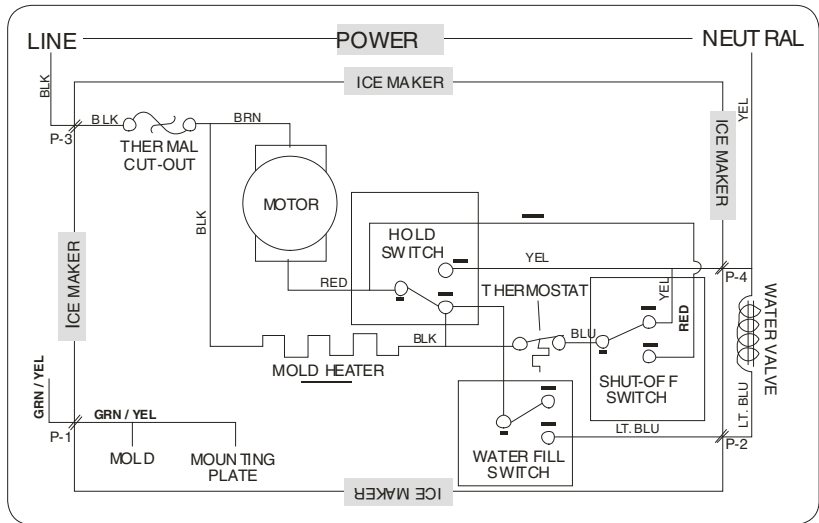 LINE
POWER
NEUTRAL
ICE MAKER
BLK
YEL
P-3
BLK
BRN
THERMAL
CUT-OUT
ICE MAKER
MOTOR
BLK
HOLD
SWITCH
YEL
P-4
ICE MAKER
RED
THERMOSTAT
YEL
RED
WATER VALVE
BLK
BLU
MOLD HEATER
SHUT-OFF
SWITCH
GRN / YEL
GRN / YEL
P-1
LT. BLU
LT. BLU
P-2
MOLD
MOUNTING
PLATE
WATER FILL
SWITCH
ICE MAKER